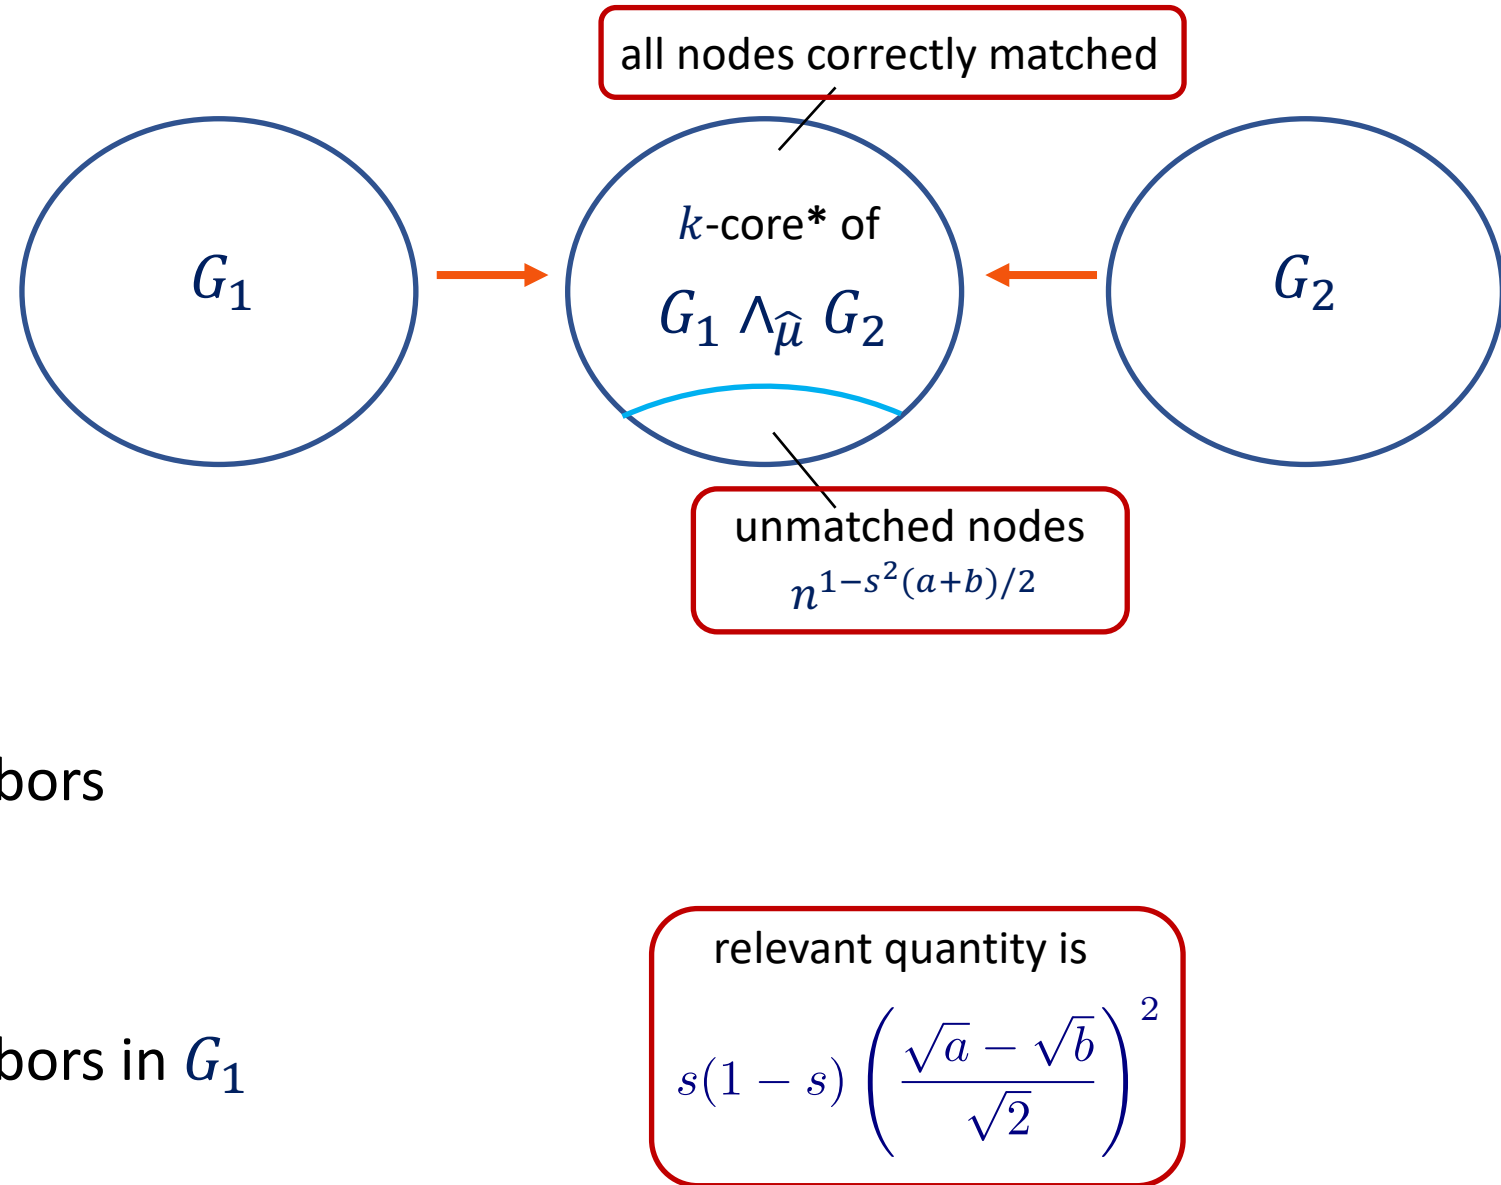 all nodes correctly matched
k-core* of
G₁
G₁ ∧_μ̂ G₂
G₂
unmatched nodes
n^{1−s²(a+b)/2}
bors
relevant quantity is
bors in G₁
s(1 − s) ((√a − √b)/√2)²